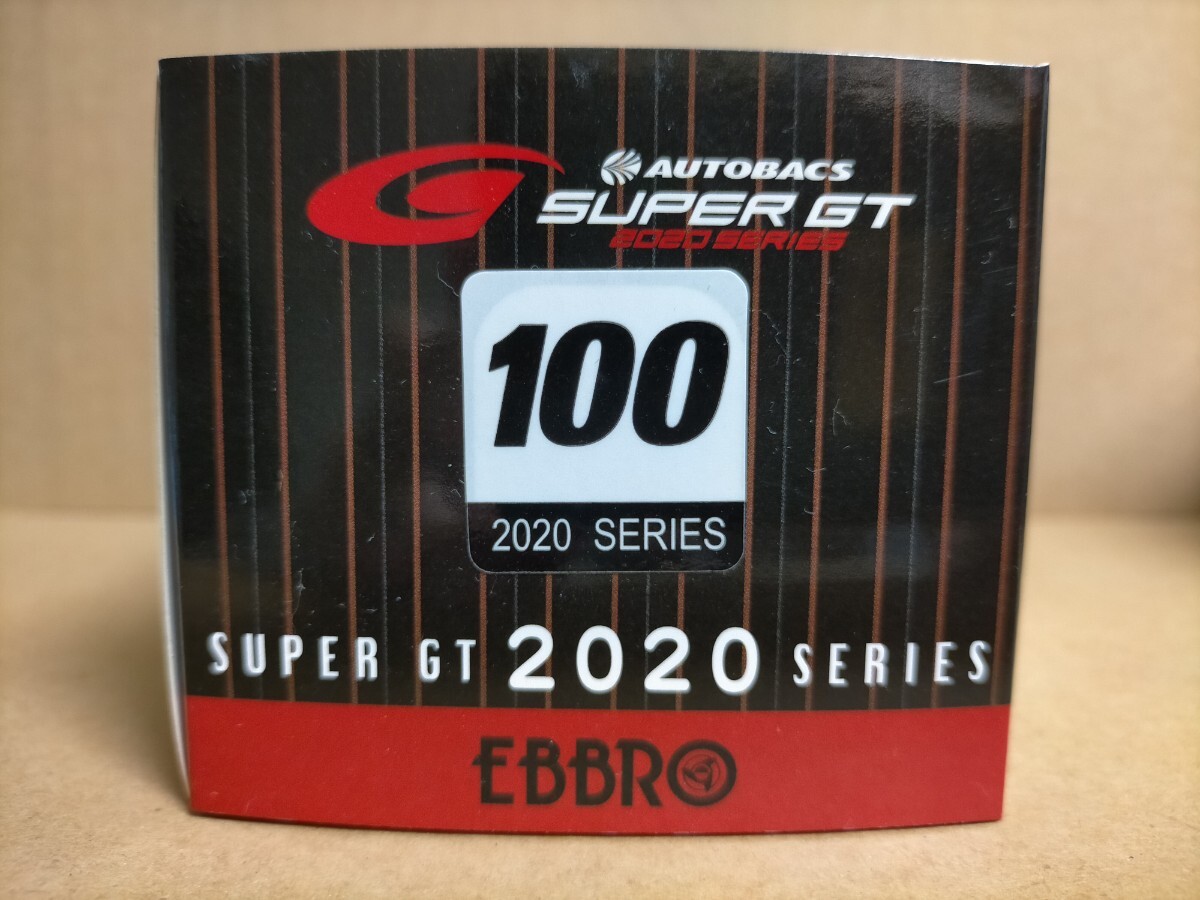 AUTOBACS
SUPER GT
2020 SERIES
100
2020 SERIES
SUPER GT 2020 SERIES
EBBRO